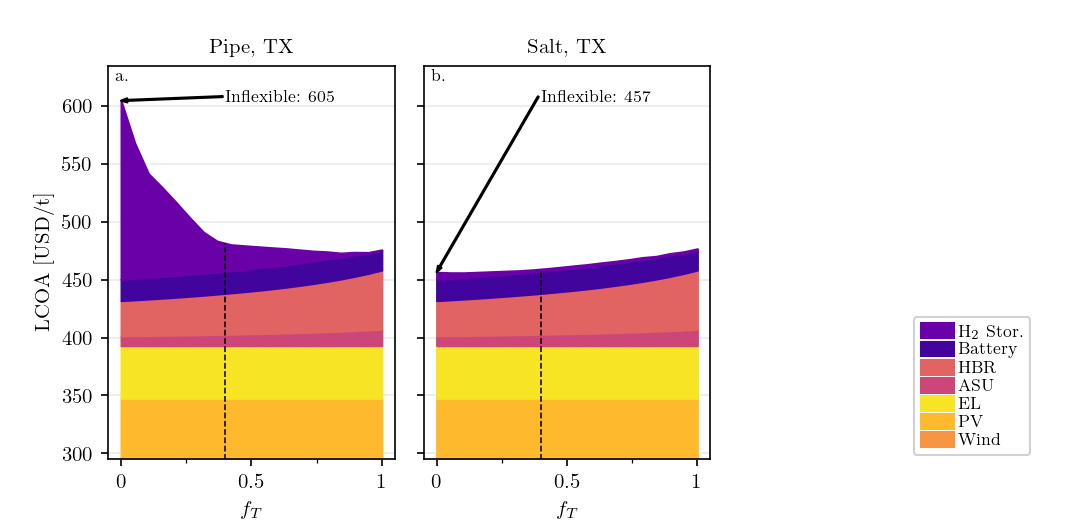 Pipe, TX
Salt, TX
a.
b.
Inflexible: 605
Inflexible: 457
LCOA [USD/t]
600
550
500
450
400
350
300
0
0.5
1
0
0.5
1
f_T
f_T
H₂ Stor.
Battery
HBR
ASU
EL
PV
Wind